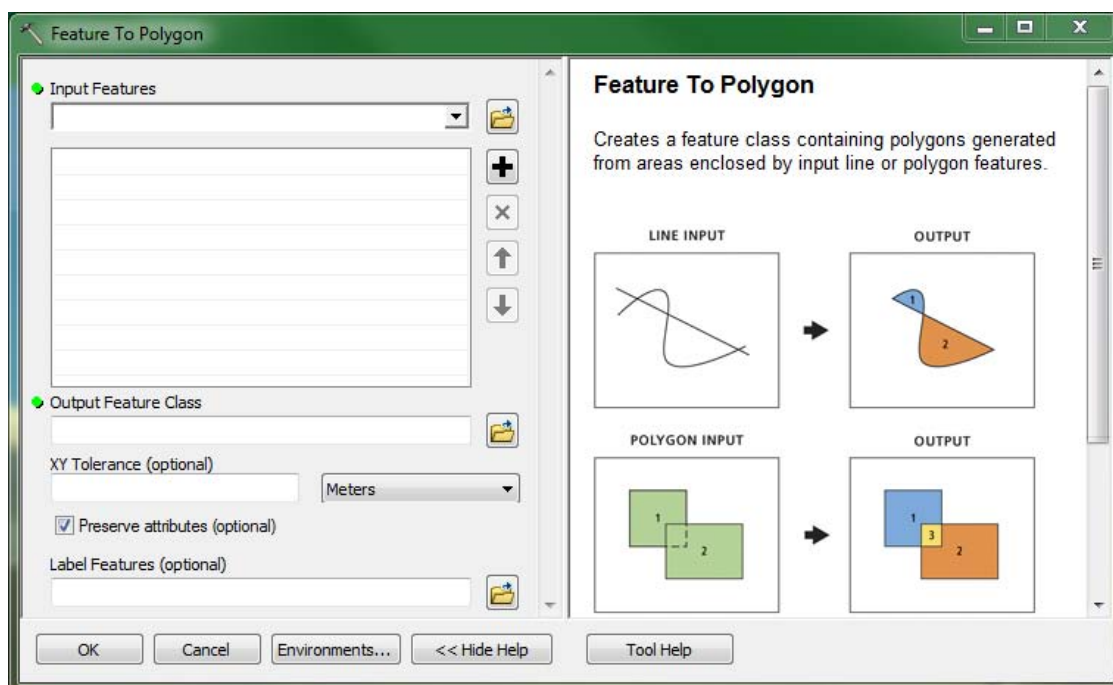 Feature To Polygon
Input Features
Output Feature Class
XY Tolerance (optional)
Meters
Preserve attributes (optional)
Label Features (optional)
OK
Cancel
Environments...
<< Hide Help
Feature To Polygon
Creates a feature class containing polygons generated
from areas enclosed by input line or polygon features.
LINE INPUT
OUTPUT
1
2
POLYGON INPUT
OUTPUT
1
2
1
3
2
Tool Help